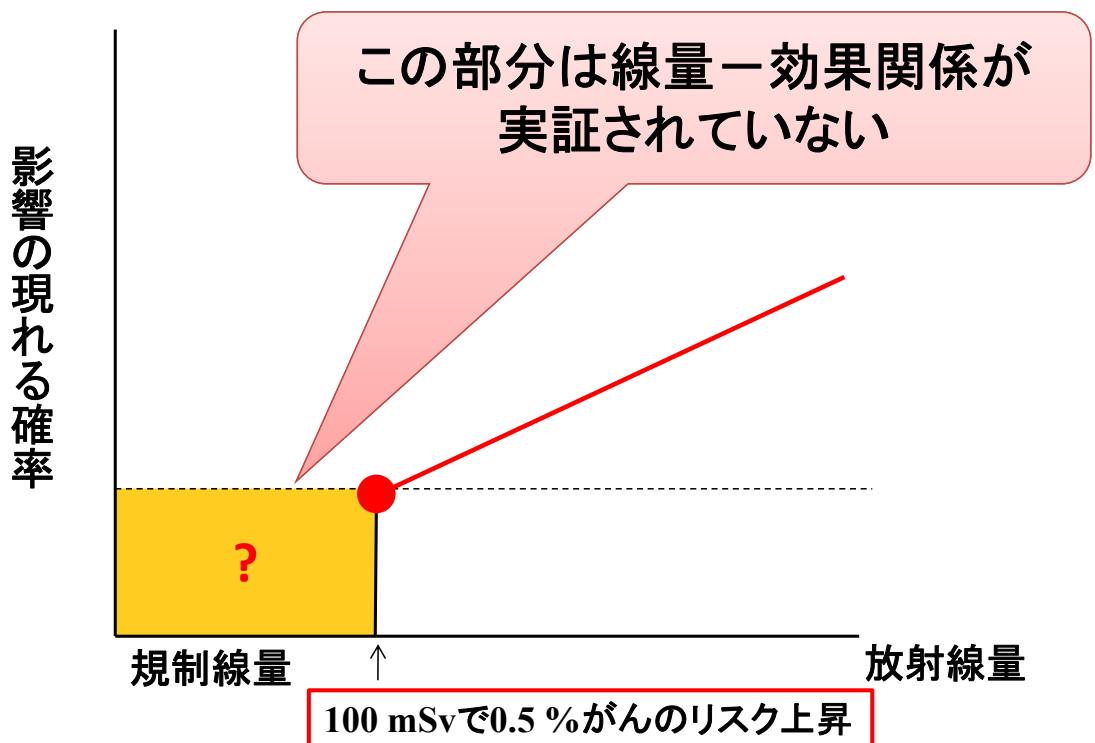 この部分は線量－効果関係が
実証されていない
影響の現れる確率
?
規制線量
↑
放射線量
100 mSvで0.5 %がんのリスク上昇